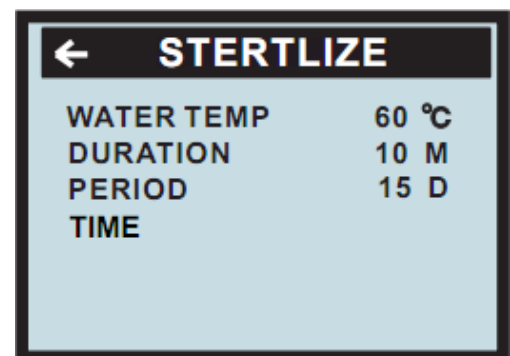 ← STERTLIZE
WATER TEMP 60 ℃
DURATION 10 M
PERIOD 15 D
TIME